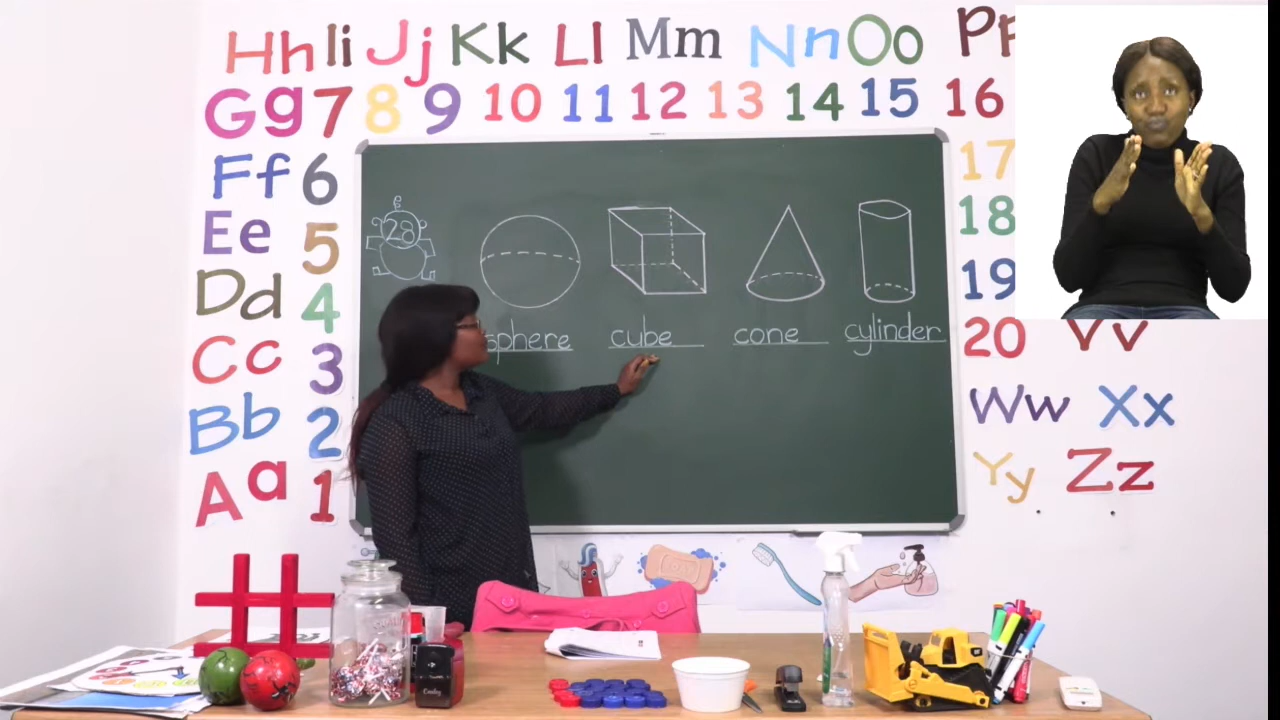 Hh Ii Jj Kk Ll Mm Nn Oo Pp
Gg 7 8 9 10 11 12 13 14 15 16
Ff 6
17
Ee 5
18
Dd 4
19
Cc 3
20 Vv
Bb 2
Ww Xx
Aa 1
Yy Zz
28
sphere cube cone cylinder